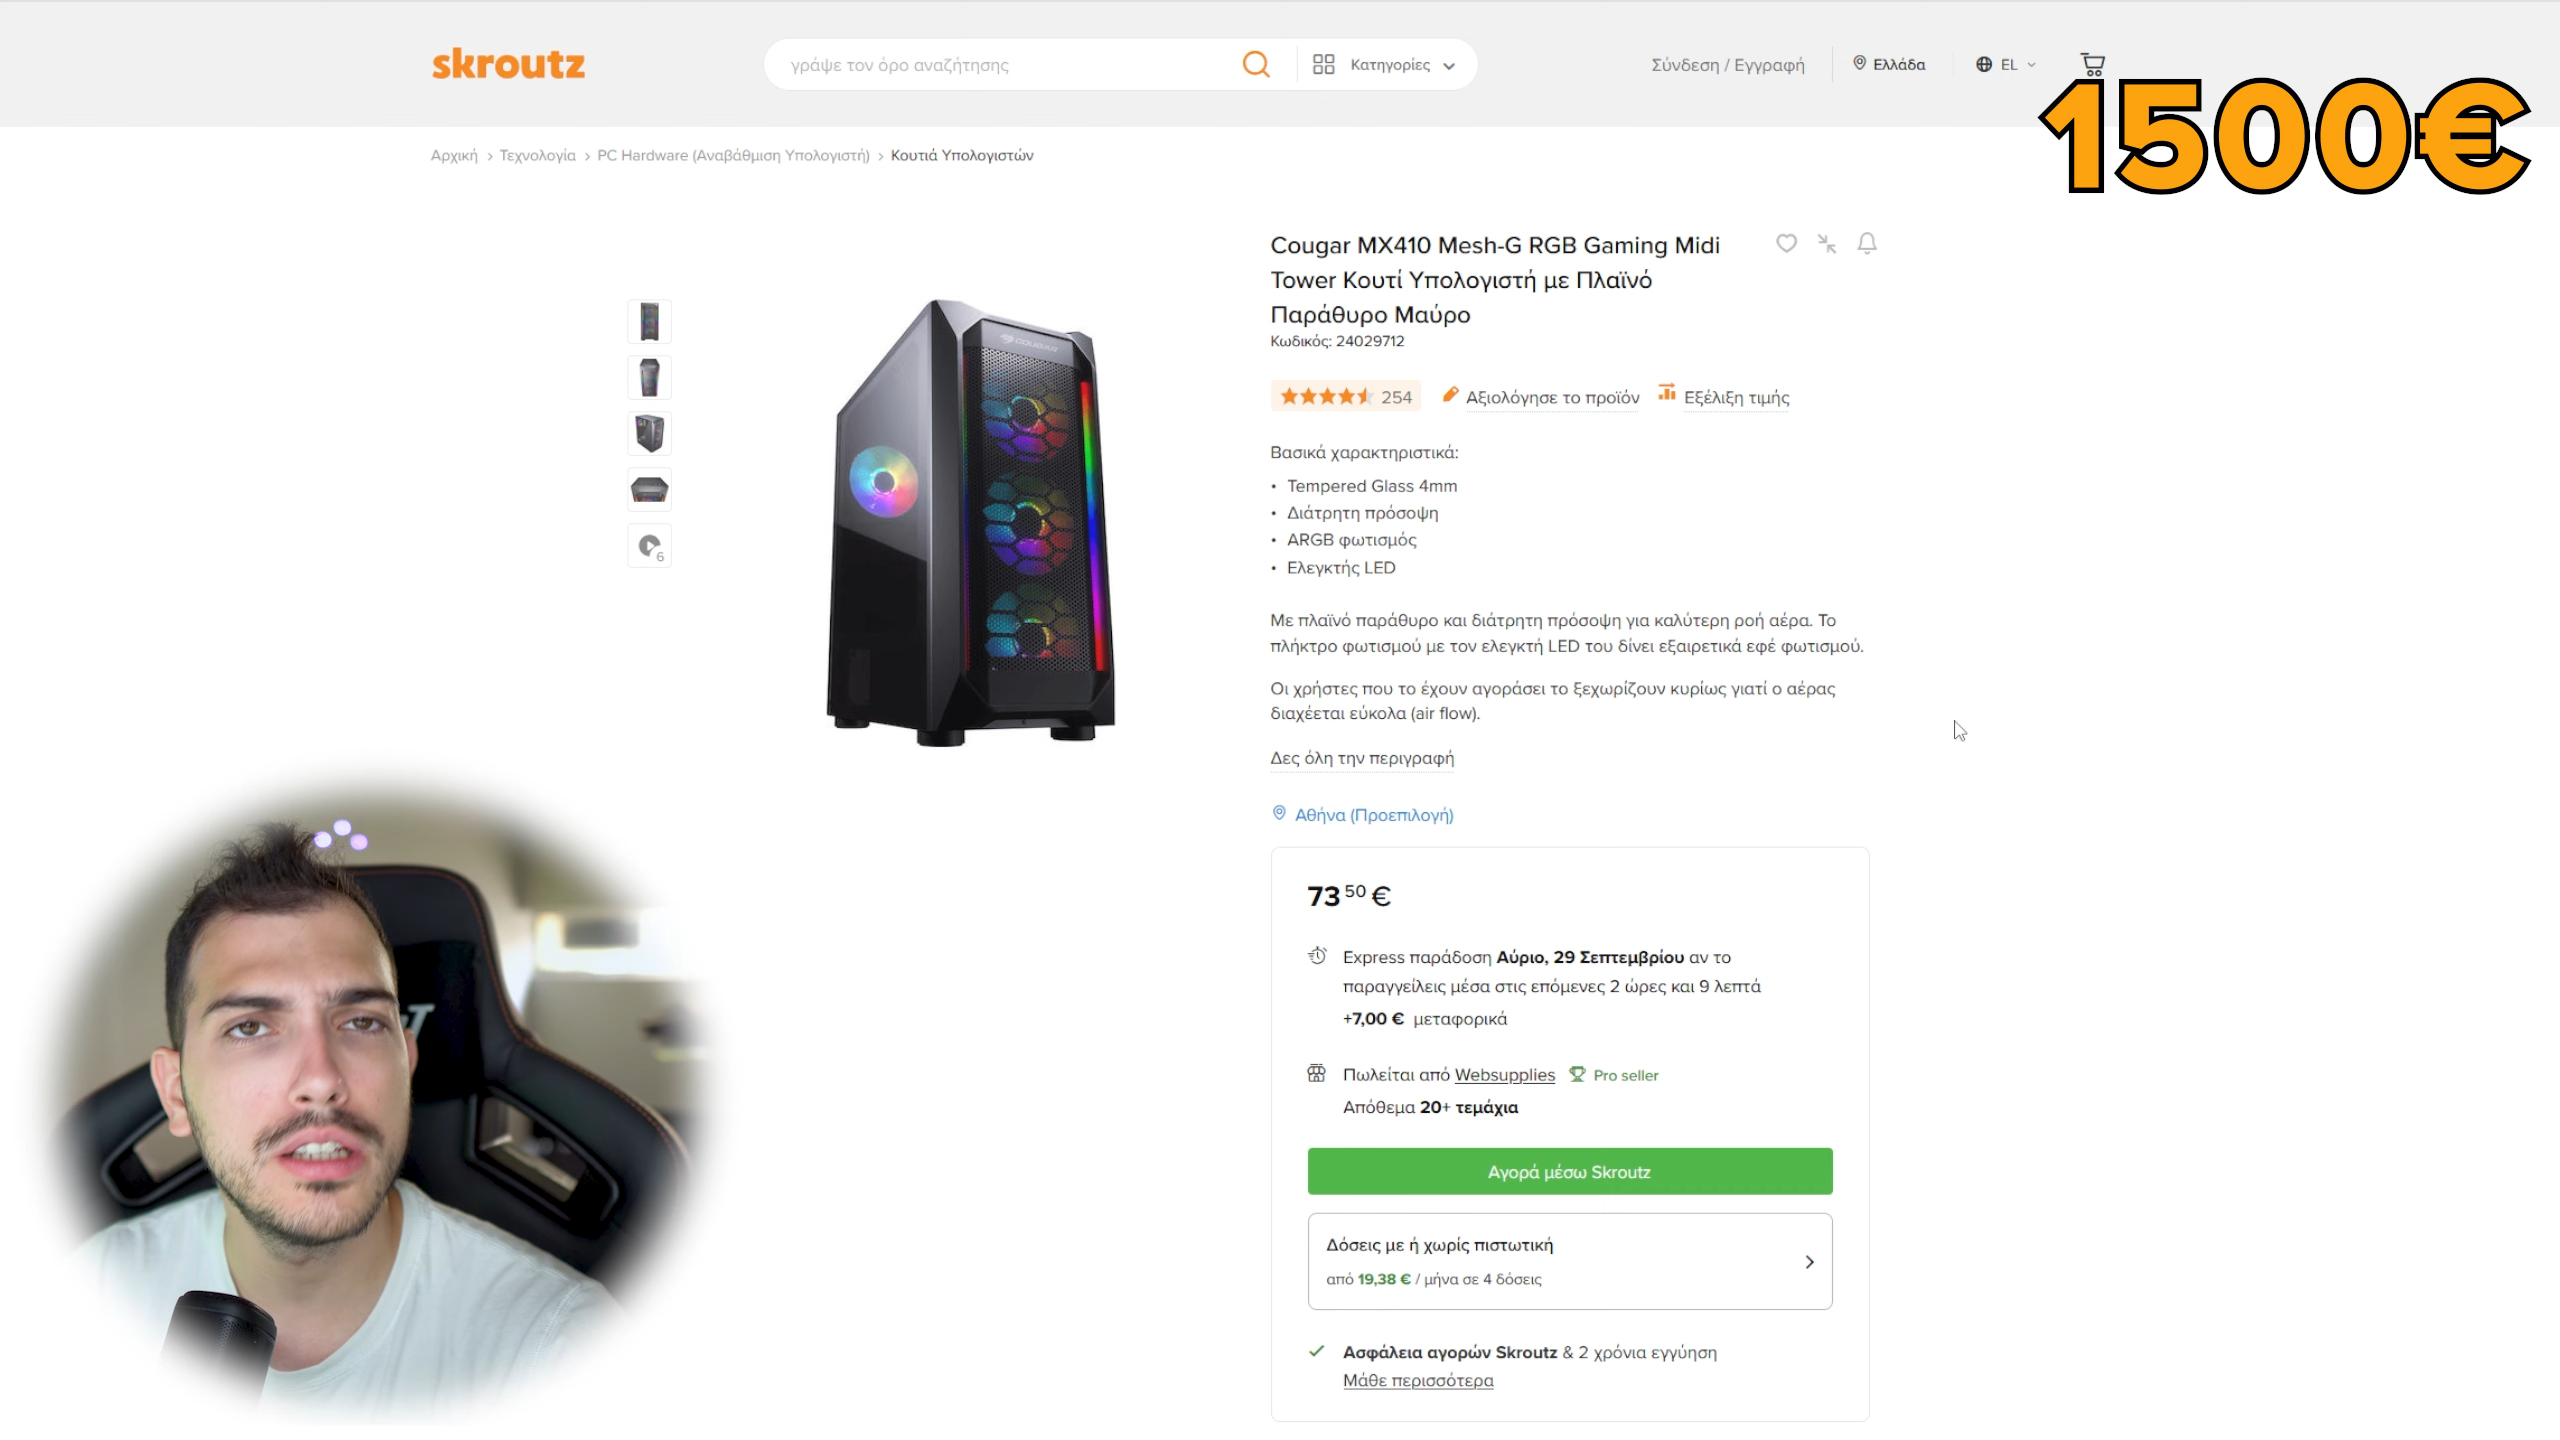 skroutz
γράψε τον όρο αναζήτησης
Κατηγορίες
Σύνδεση / Εγγραφή
Ελλάδα
EL
1500€
Αρχική › Τεχνολογία › PC Hardware (Αναβάθμιση Υπολογιστή) › Κουτιά Υπολογιστών
Cougar MX410 Mesh-G RGB Gaming Midi
Tower Κουτί Υπολογιστή με Πλαϊνό
Παράθυρο Μαύρο
Κωδικός: 24029712
254
Αξιολόγησε το προϊόν
Εξέλιξη τιμής
Βασικά χαρακτηριστικά:
• Tempered Glass 4mm
• Διάτρητη πρόσοψη
• ARGB φωτισμός
• Ελεγκτής LED
6
COUGAR
Με πλαϊνό παράθυρο και διάτρητη πρόσοψη για καλύτερη ροή αέρα. Το
πλήκτρο φωτισμού με τον ελεγκτή LED του δίνει εξαιρετικά εφέ φωτισμού.
Οι χρήστες που το έχουν αγοράσει το ξεχωρίζουν κυρίως γιατί ο αέρας
διαχέεται εύκολα (air flow).
Δες όλη την περιγραφή
Αθήνα (Προεπιλογή)
73 50 €
Express παράδοση Αύριο, 29 Σεπτεμβρίου αν το
παραγγείλεις μέσα στις επόμενες 2 ώρες και 9 λεπτά
+7,00 € μεταφορικά
Πωλείται από Websupplies Pro seller
Απόθεμα 20+ τεμάχια
Αγορά μέσω Skroutz
Δόσεις με ή χωρίς πιστωτική
από 19,38 € / μήνα σε 4 δόσεις
Ασφάλεια αγορών Skroutz & 2 χρόνια εγγύηση
Μάθε περισσότερα